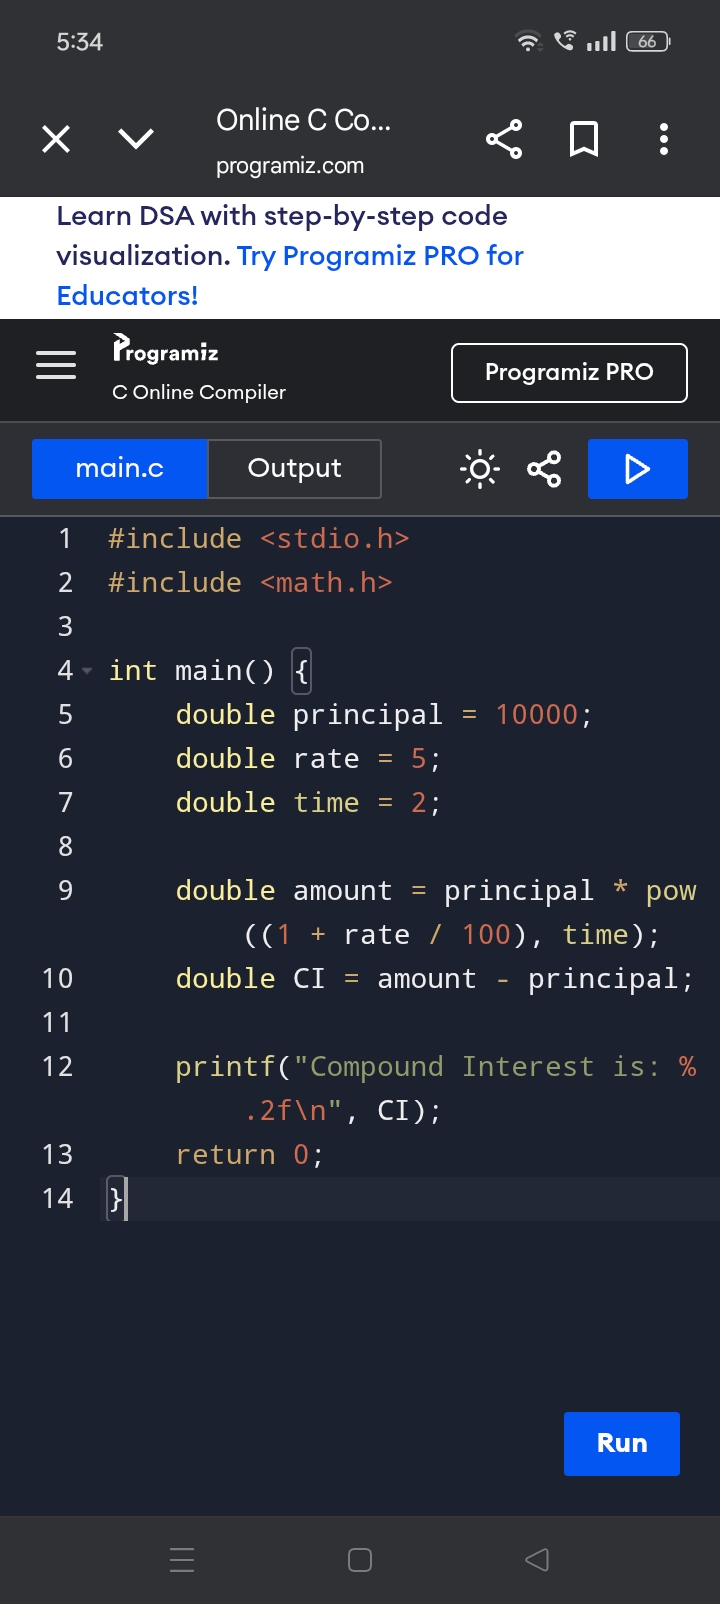 5:34
66
Online C Co...
programiz.com
Learn DSA with step-by-step code
visualization. Try Programiz PRO for
Educators!
Programiz
C Online Compiler
Programiz PRO
main.c
Output
1 #include <stdio.h>
2 #include <math.h>
3
4 int main() {
5     double principal = 10000;
6     double rate = 5;
7     double time = 2;
8
9     double amount = principal * pow
((1 + rate / 100), time);
10     double CI = amount - principal;
11
12     printf("Compound Interest is: %
.2f\n", CI);
13     return 0;
14 }
Run